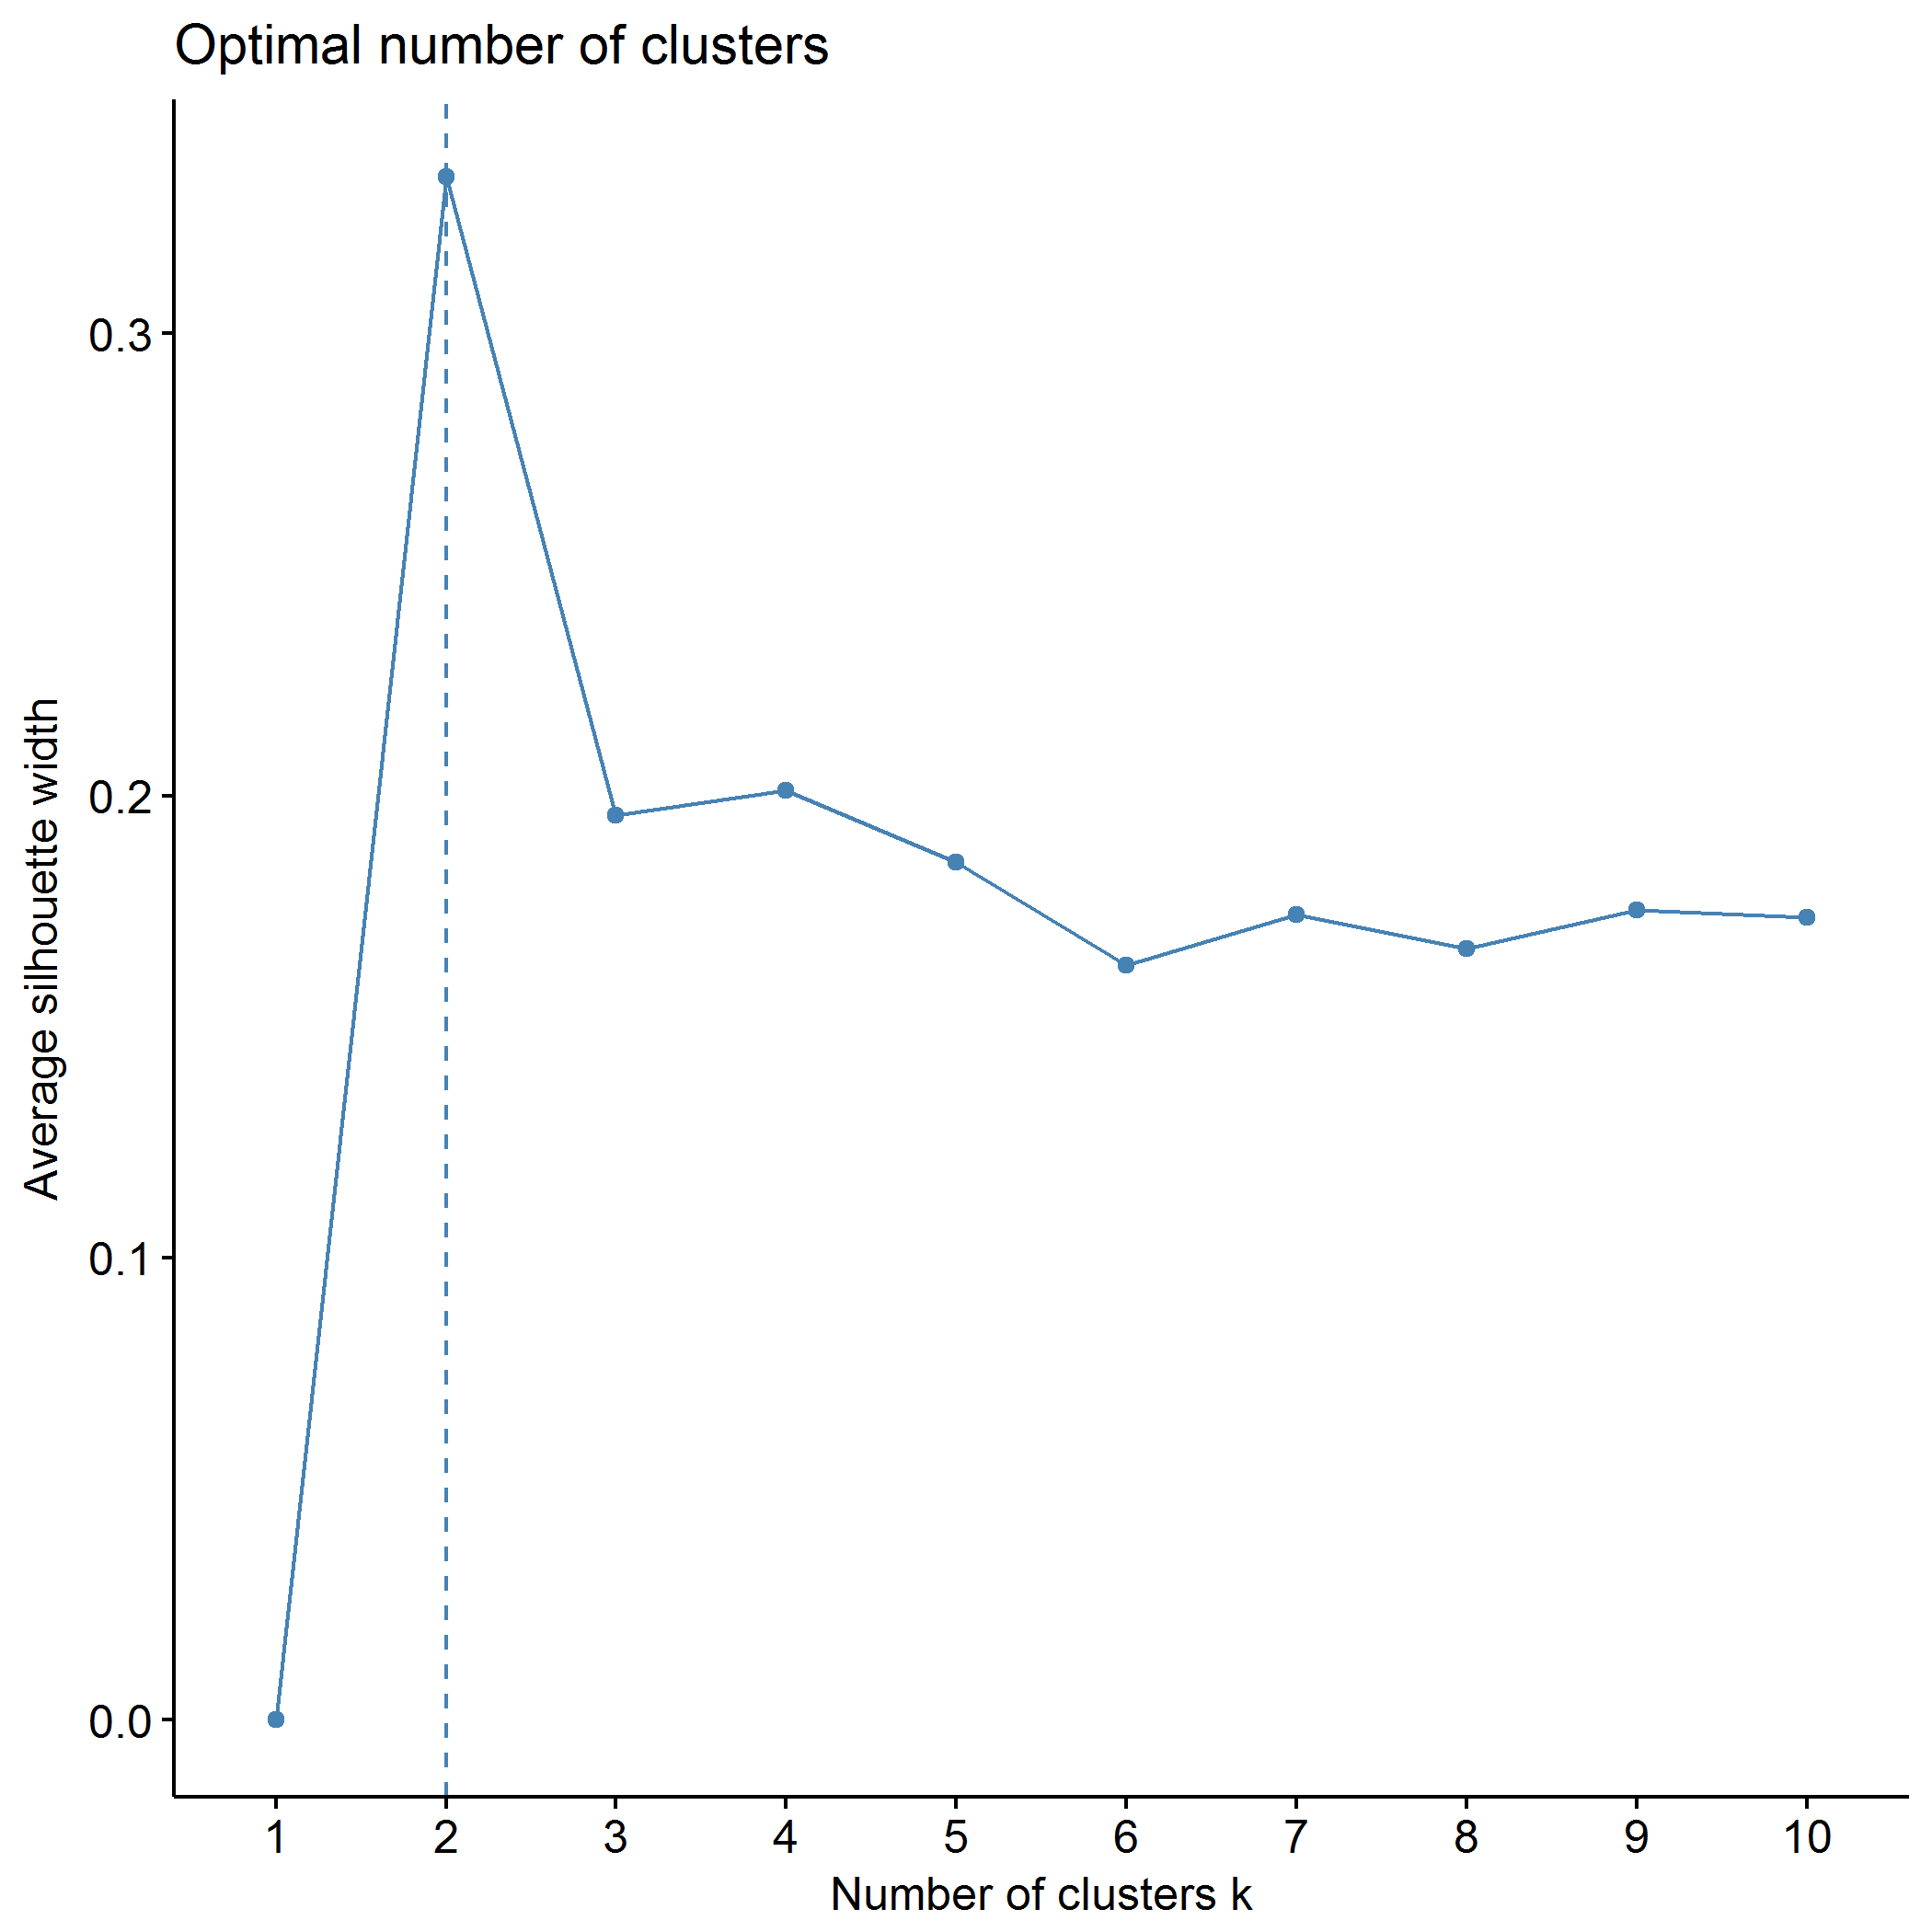 Optimal number of clusters
Average silhouette width
0.3
0.2
0.1
0.0
1 2 3 4 5 6 7 8 9 10
Number of clusters k